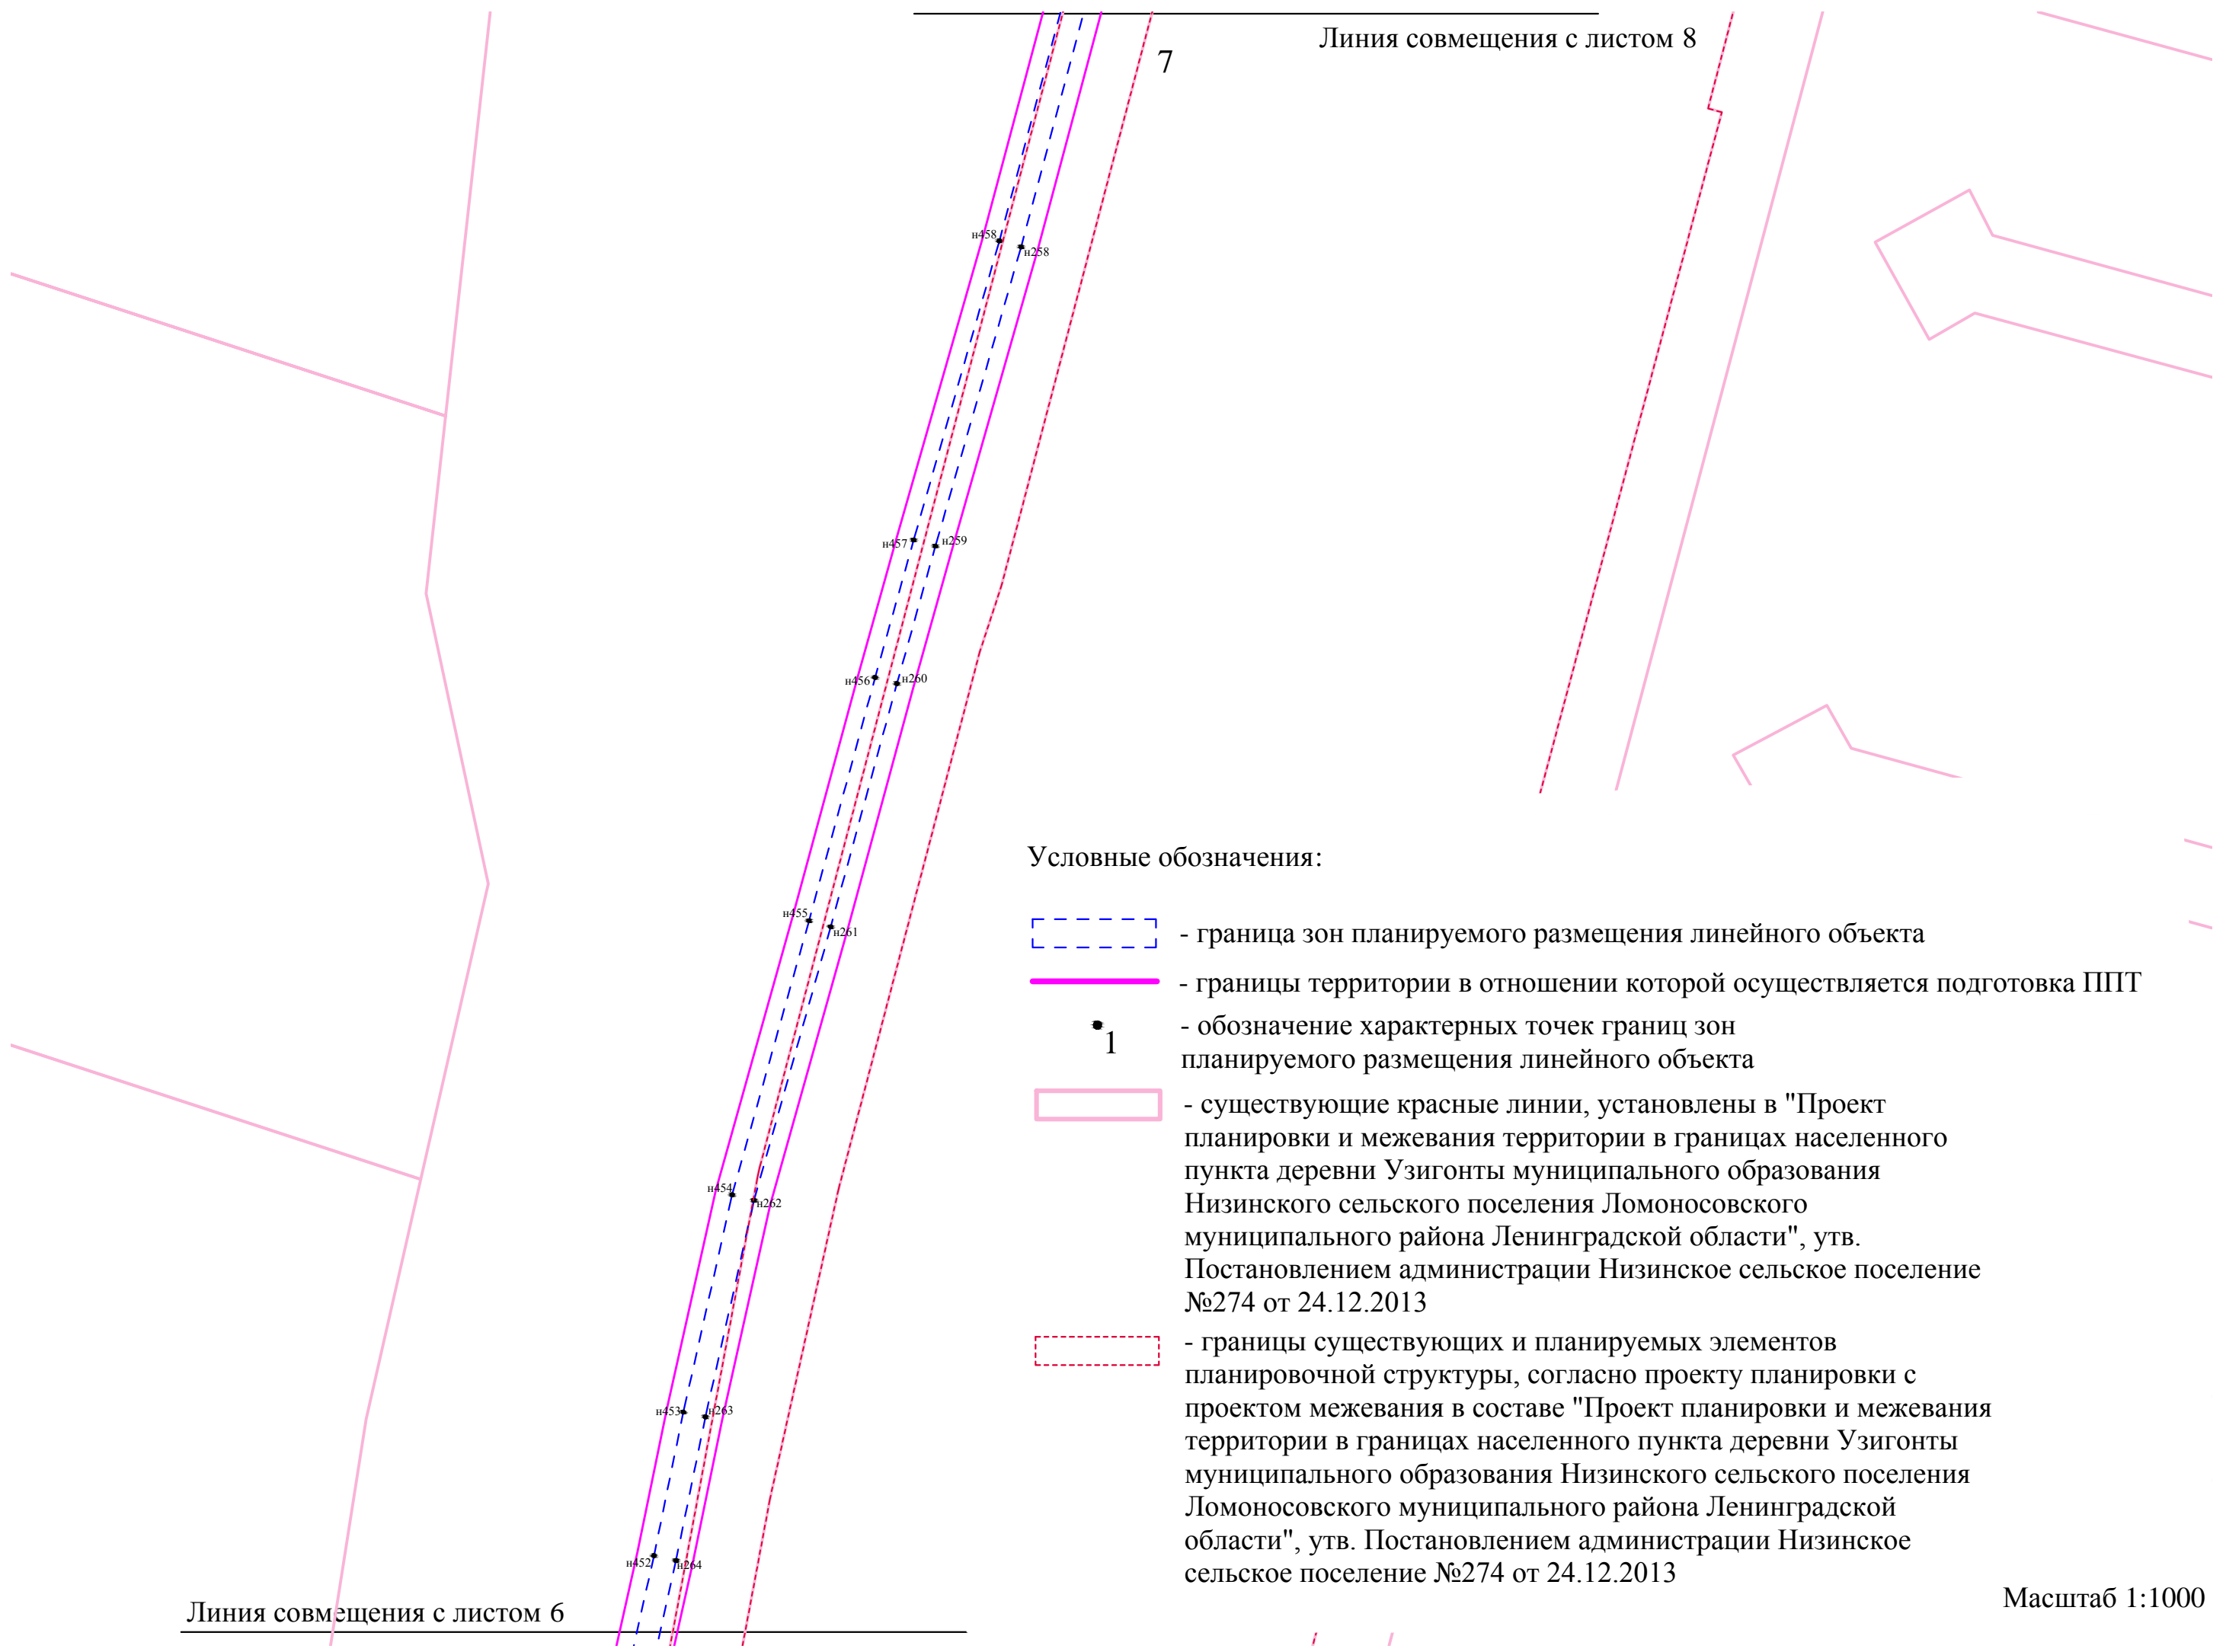 Линия совмещения с листом 8
7
н458
н258
н457
н259
н456
н260
н455
н261
н454
н262
н453
н263
н452
н264
Условные обозначения:
- граница зон планируемого размещения линейного объекта
- границы территории в отношении которой осуществляется подготовка ППТ
1
- обозначение характерных точек границ зон
планируемого размещения линейного объекта
- существующие красные линии, установлены в "Проект
планировки и межевания территории в границах населенного
пункта деревни Узигонты муниципального образования
Низинского сельского поселения Ломоносовского
муниципального района Ленинградской области", утв.
Постановлением администрации Низинское сельское поселение
№274 от 24.12.2013
- границы существующих и планируемых элементов
планировочной структуры, согласно проекту планировки с
проектом межевания в составе "Проект планировки и межевания
территории в границах населенного пункта деревни Узигонты
муниципального образования Низинского сельского поселения
Ломоносовского муниципального района Ленинградской
области", утв. Постановлением администрации Низинское
сельское поселение №274 от 24.12.2013
Линия совмещения с листом 6
Масштаб 1:1000